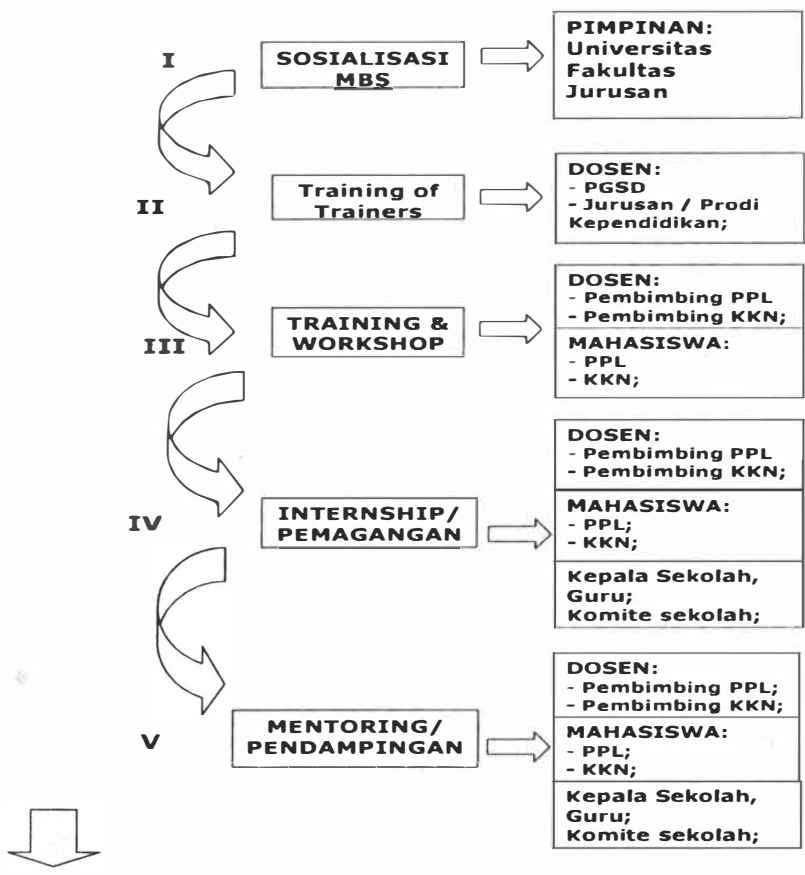 I
SOSIALISASI
MBS
PIMPINAN:
Universitas
Fakultas
Jurusan
II
Training of
Trainers
DOSEN:
- PGSD
- Jurusan / Prodi
Kependidikan;
III
TRAINING &
WORKSHOP
DOSEN:
- Pembimbing PPL
- Pembimbing KKN;
MAHASISWA:
- PPL
- KKN;
IV
INTERNSHIP/
PEMAGANGAN
DOSEN:
- Pembimbing PPL
- Pembimbing KKN;
MAHASISWA:
- PPL;
- KKN;
Kepala Sekolah,
Guru;
Komite sekolah;
V
MENTORING/
PENDAMPINGAN
DOSEN:
- Pembimbing PPL;
- Pembimbing KKN;
MAHASISWA:
- PPL;
- KKN;
Kepala Sekolah,
Guru;
Komite sekolah;